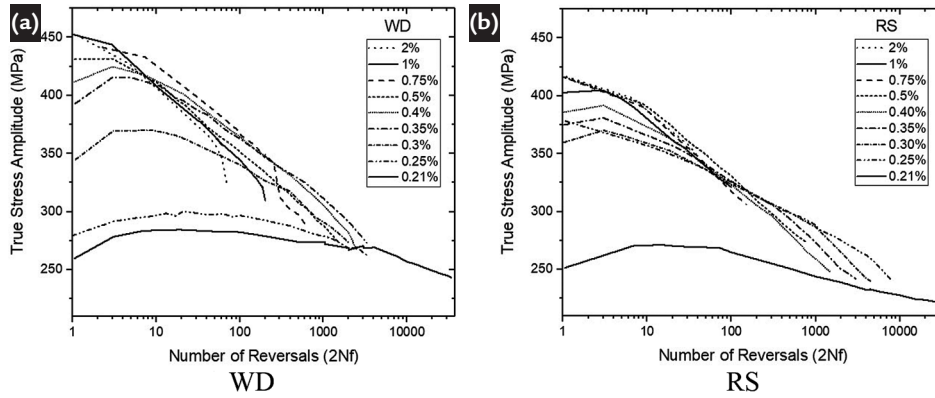 (a)
WD
2%
1%
0.75%
0.5%
0.4%
0.35%
0.3%
0.25%
0.21%
True Stress Amplitude (MPa)
450
400
350
300
250
1 10 100 1000 10000
Number of Reversals (2Nf)
WD
(b)
RS
2%
1%
0.75%
0.5%
0.40%
0.35%
0.30%
0.25%
0.21%
True Stress Amplitude (MPa)
450
400
350
300
250
1 10 100 1000 10000
Number of Reversals (2Nf)
RS